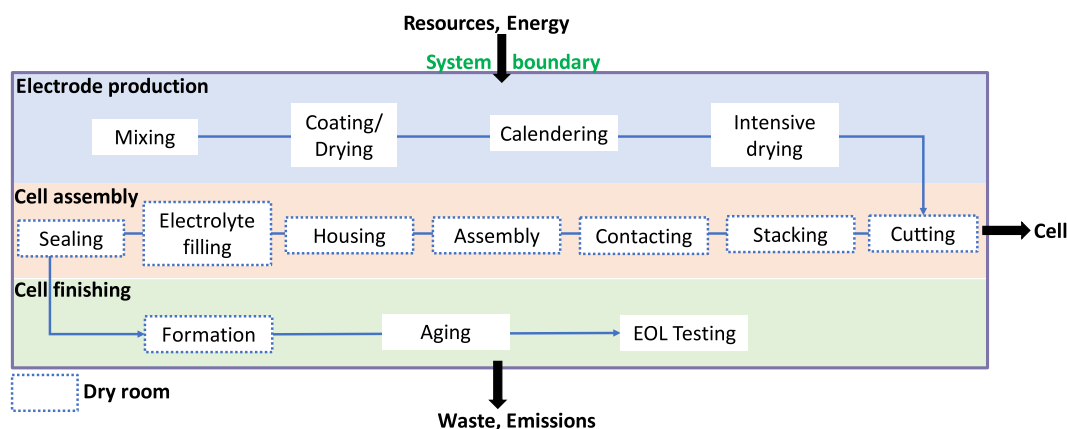 Resources, Energy
System boundary
Electrode production
Mixing
Coating/
Drying
Calendering
Intensive
drying
Cell assembly
Sealing
Electrolyte
filling
Housing
Assembly
Contacting
Stacking
Cutting
Cell
Cell finishing
Formation
Aging
EOL Testing
Dry room
Waste, Emissions